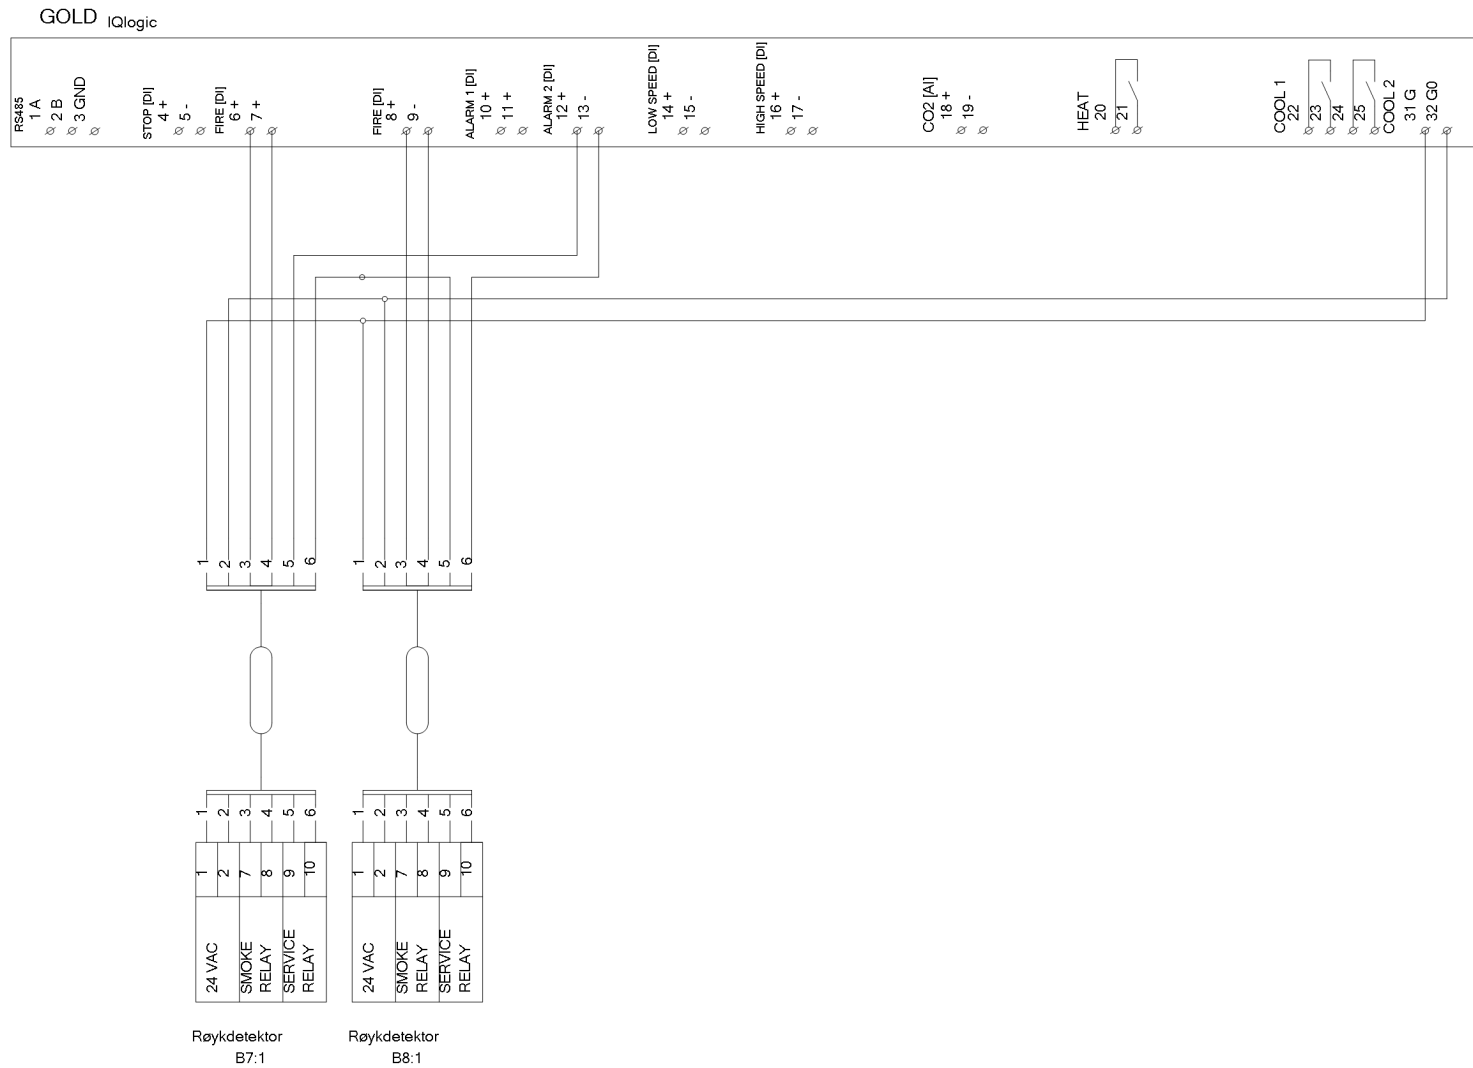 GOLD IQlogic
RS485
1 A
2 B
3 GND
STOP [DI]
4 +
5 -
FIRE [DI]
6 +
7 +
FIRE [DI]
8 +
9 -
ALARM 1 [DI]
10 +
11 +
ALARM 2 [DI]
12 +
13 -
LOW SPEED [DI]
14 +
15 -
HIGH SPEED [DI]
16 +
17 -
CO2 [AI]
18 +
19 -
HEAT
20
21
COOL 1
22
23
24
25
COOL 2
31 G
32 G0
1 2 3 4 5 6
1 2 3 4 5 6
1 2 3 4 5 6
1 2 3 4 5 6
1 2 7 8 9 10
1 2 7 8 9 10
24 VAC
SMOKE
RELAY
SERVICE
RELAY
24 VAC
SMOKE
RELAY
SERVICE
RELAY
Røykdetektor
B7:1
Røykdetektor
B8:1